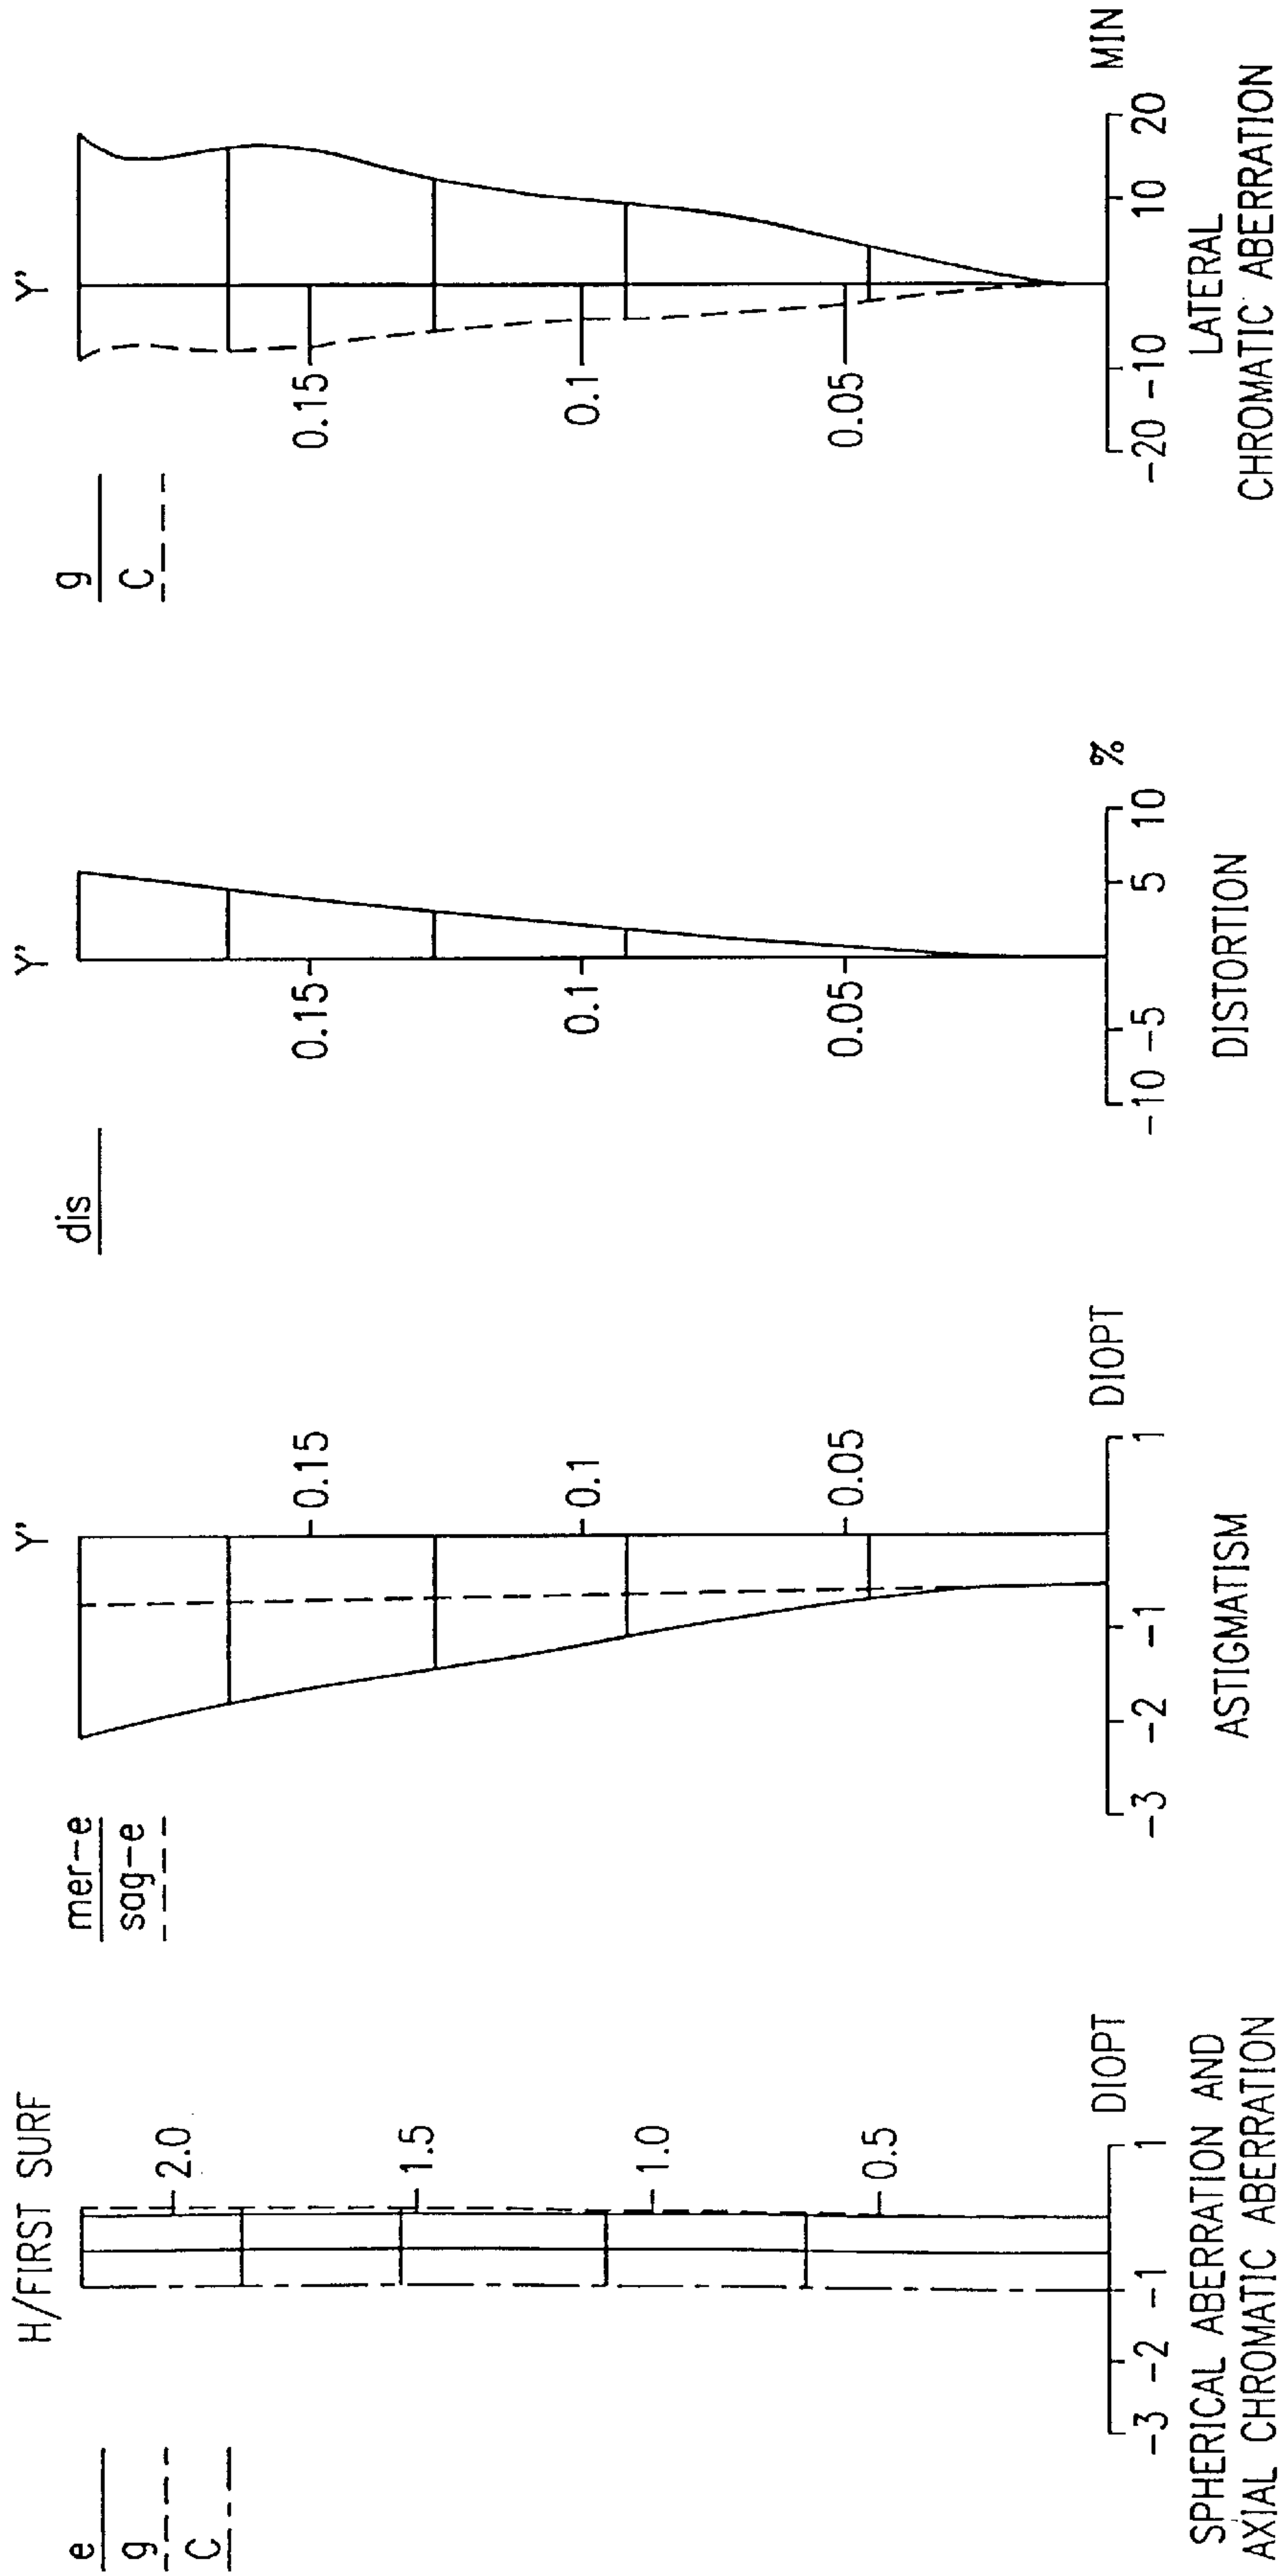 e
g
C
H/FIRST SURF
2.0
1.5
1.0
0.5
-3 -2 -1 1
DIOPT
SPHERICAL ABERRATION AND
AXIAL CHROMATIC ABERRATION
mer-e
sag-e
Y'
0.15
0.1
0.05
-3 -2 -1 1
DIOPT
ASTIGMATISM
dis
Y'
0.15
0.1
0.05
-10 -5 5 10
%
DISTORTION
g
C
Y'
0.15
0.1
0.05
-20 -10 10 20
MIN
LATERAL
CHROMATIC ABERRATION